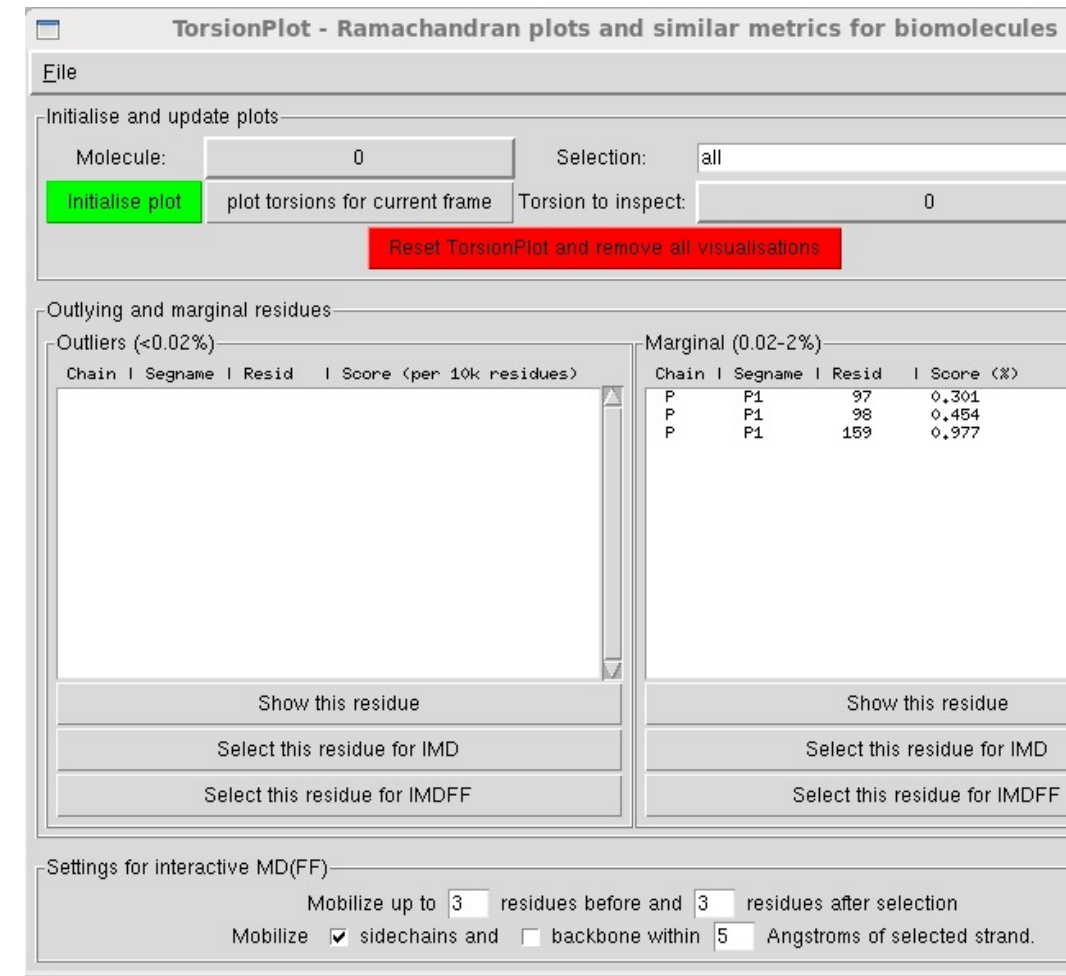 TorsionPlot - Ramachandran plots and similar metrics for biomolecules
File
Initialise and update plots
Molecule: 0 Selection: all
Initialise plot plot torsions for current frame Torsion to inspect: 0
Reset TorsionPlot and remove all visualisations
Outlying and marginal residues
Outliers (<0.02%)
Chain | Segname | Resid | Score (per 10k residues)
Show this residue
Select this residue for IMD
Select this residue for IMDFF
Marginal (0.02-2%)
Chain | Segname | Resid | Score (%)
P P1 97 0.301
P P1 98 0.454
P P1 159 0.977
Show this residue
Select this residue for IMD
Select this residue for IMDFF
Settings for interactive MD(FF)
Mobilize up to 3 residues before and 3 residues after selection
Mobilize sidechains and backbone within 5 Angstroms of selected strand.